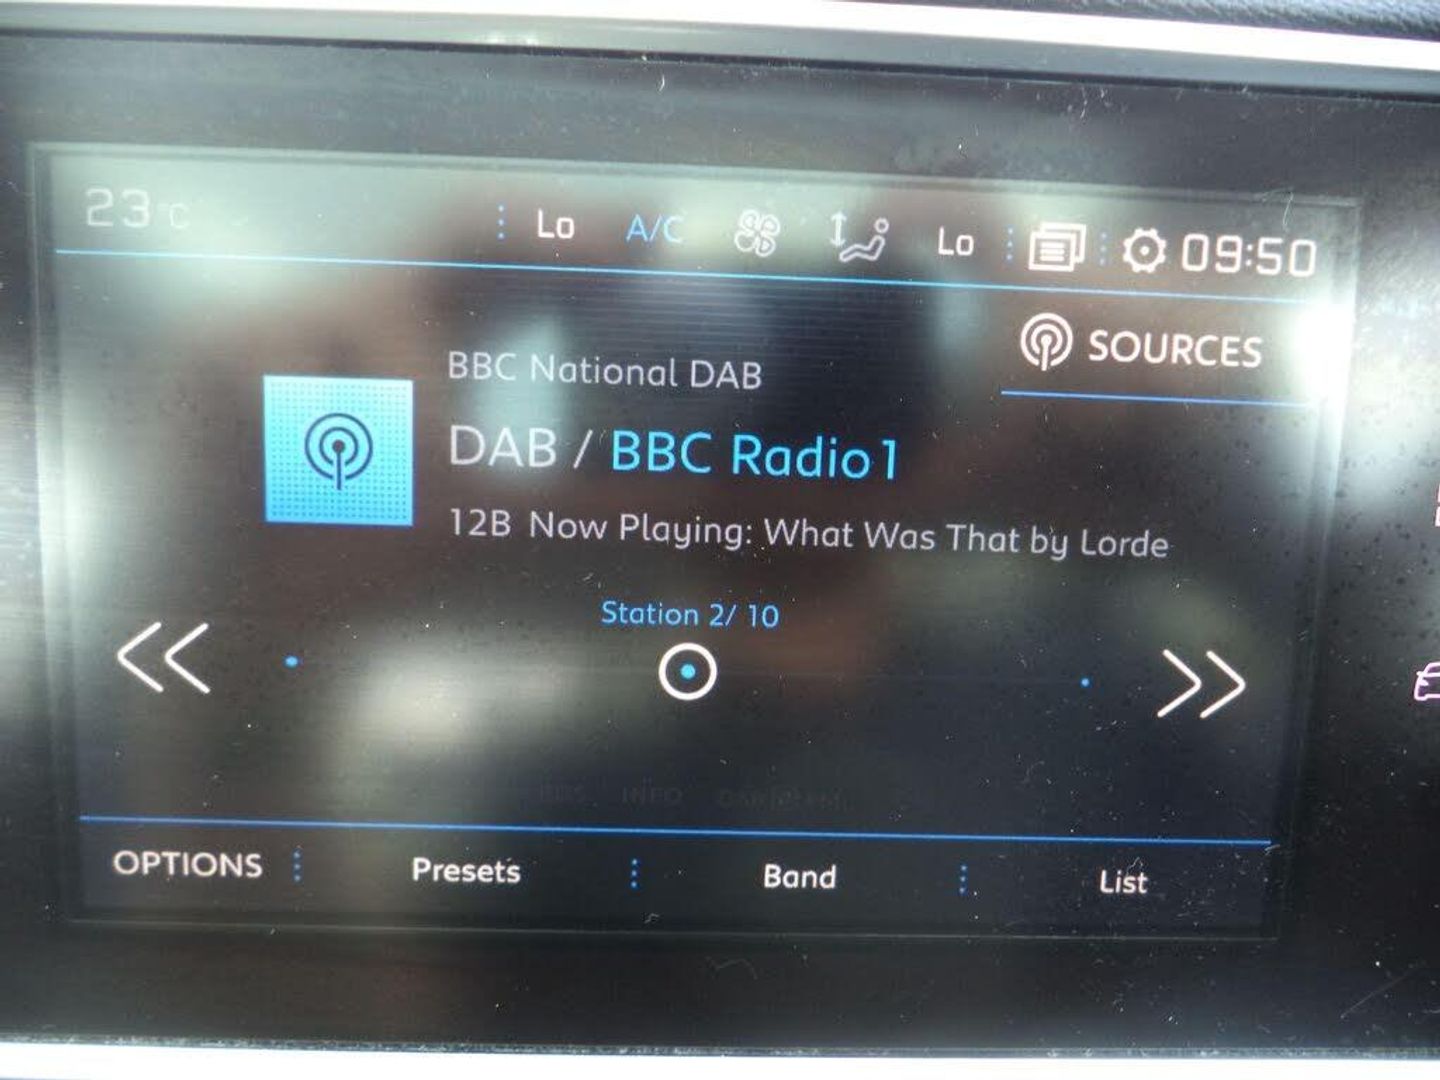 23°C Lo A/C Lo 09:50
SOURCES
BBC National DAB
DAB / BBC Radio 1
12B Now Playing: What Was That by Lorde
Station 2/ 10
INFO
OPTIONS Presets Band List